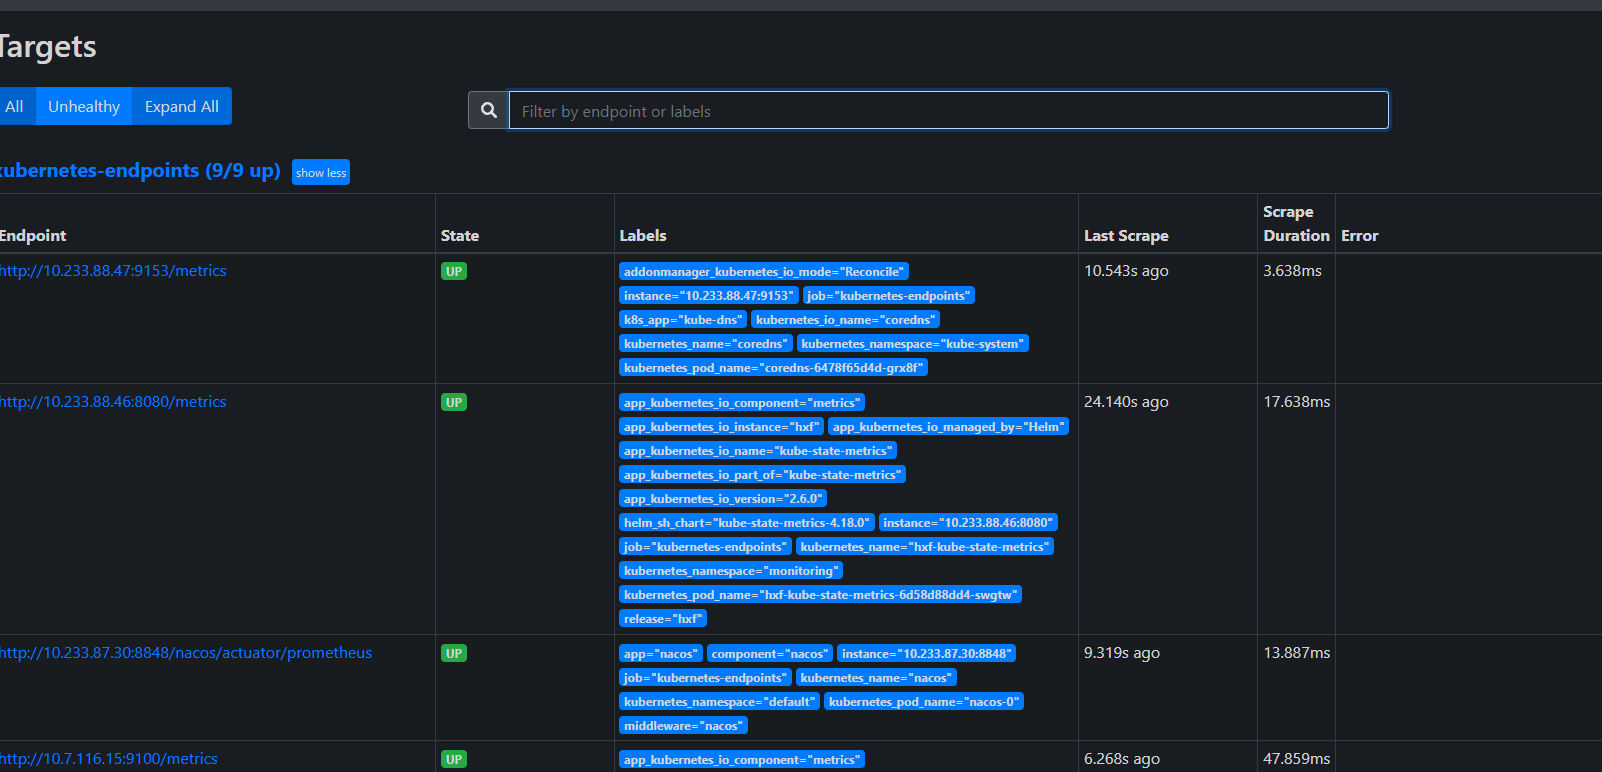 Targets
All Unhealthy Expand All
Filter by endpoint or labels
kubernetes-endpoints (9/9 up) show less
Endpoint State Labels Last Scrape Scrape Duration Error
http://10.233.88.47:9153/metrics UP
addonmanager_kubernetes_io_mode="Reconcile"
instance="10.233.88.47:9153" job="kubernetes-endpoints"
k8s_app="kube-dns" kubernetes_io_name="coredns"
kubernetes_name="coredns" kubernetes_namespace="kube-system"
kubernetes_pod_name="coredns-6478f65d4d-grx8f"
10.543s ago 3.638ms
http://10.233.88.46:8080/metrics UP
app_kubernetes_io_component="metrics"
app_kubernetes_io_instance="hxf" app_kubernetes_io_managed_by="Helm"
app_kubernetes_io_name="kube-state-metrics"
app_kubernetes_io_part_of="kube-state-metrics"
app_kubernetes_io_version="2.6.0"
helm_sh_chart="kube-state-metrics-4.18.0" instance="10.233.88.46:8080"
job="kubernetes-endpoints" kubernetes_name="hxf-kube-state-metrics"
kubernetes_namespace="monitoring"
kubernetes_pod_name="hxf-kube-state-metrics-6d58d88dd4-swgtw"
release="hxf"
24.140s ago 17.638ms
http://10.233.87.30:8848/nacos/actuator/prometheus UP
app="nacos" component="nacos" instance="10.233.87.30:8848"
job="kubernetes-endpoints" kubernetes_name="nacos"
kubernetes_namespace="default" kubernetes_pod_name="nacos-0"
middleware="nacos"
9.319s ago 13.887ms
http://10.7.116.15:9100/metrics UP
app_kubernetes_io_component="metrics"
6.268s ago 47.859ms